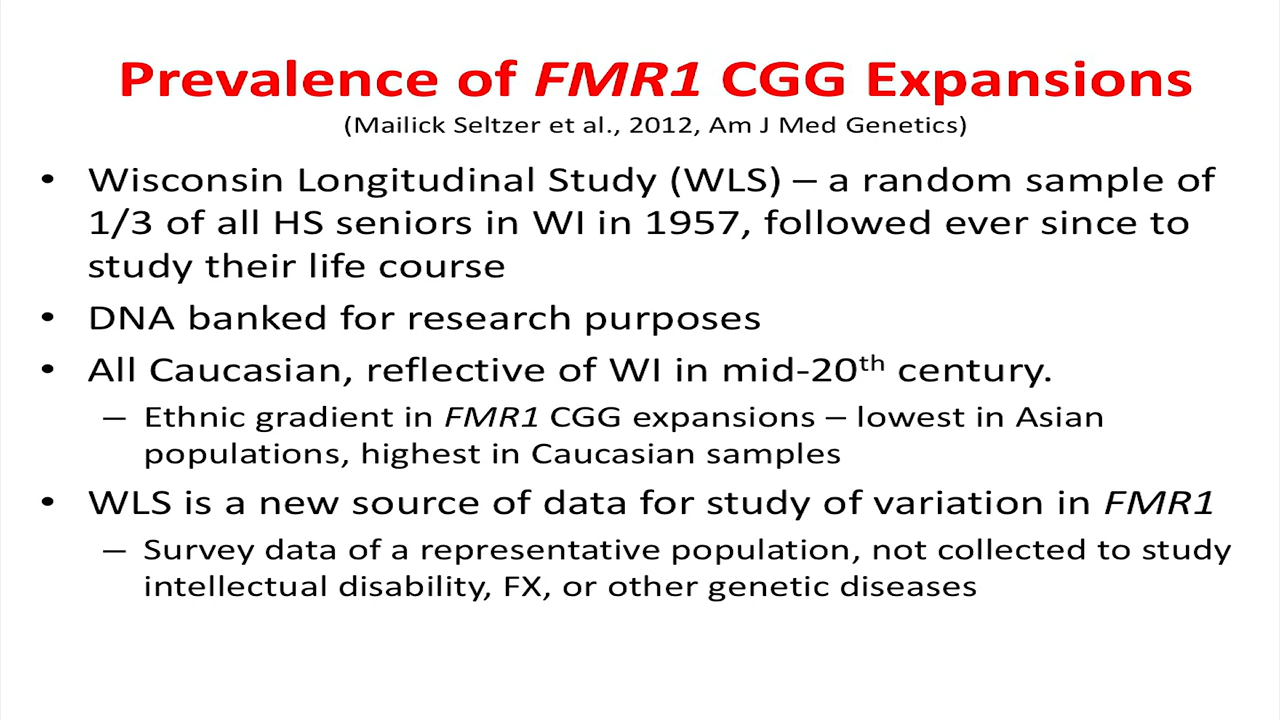 Prevalence of FMR1 CGG Expansions
(Mailick Seltzer et al., 2012, Am J Med Genetics)
• Wisconsin Longitudinal Study (WLS) – a random sample of
1/3 of all HS seniors in WI in 1957, followed ever since to
study their life course
• DNA banked for research purposes
• All Caucasian, reflective of WI in mid-20th century.
– Ethnic gradient in FMR1 CGG expansions – lowest in Asian
populations, highest in Caucasian samples
• WLS is a new source of data for study of variation in FMR1
– Survey data of a representative population, not collected to study
intellectual disability, FX, or other genetic diseases